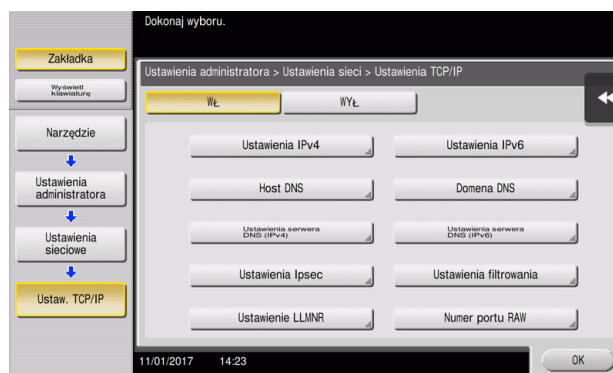 Dokonaj wyboru.
Zakładka
Wyświetl
klawiaturę
Narzędzie
Ustawienia
administratora
Ustawienia
sieciowe
Ustaw. TCP/IP
Ustawienia administratora > Ustawienia sieci > Ustawienia TCP/IP
WŁ WYŁ
Ustawienia IPv4 Ustawienia IPv6
Host DNS Domena DNS
Ustawienia serwera
DNS (IPv4)
Ustawienia serwera
DNS (IPv6)
Ustawienia Ipsec Ustawienia filtrowania
Ustawienie LLMNR Numer portu RAW
11/01/2017 14:23
OK